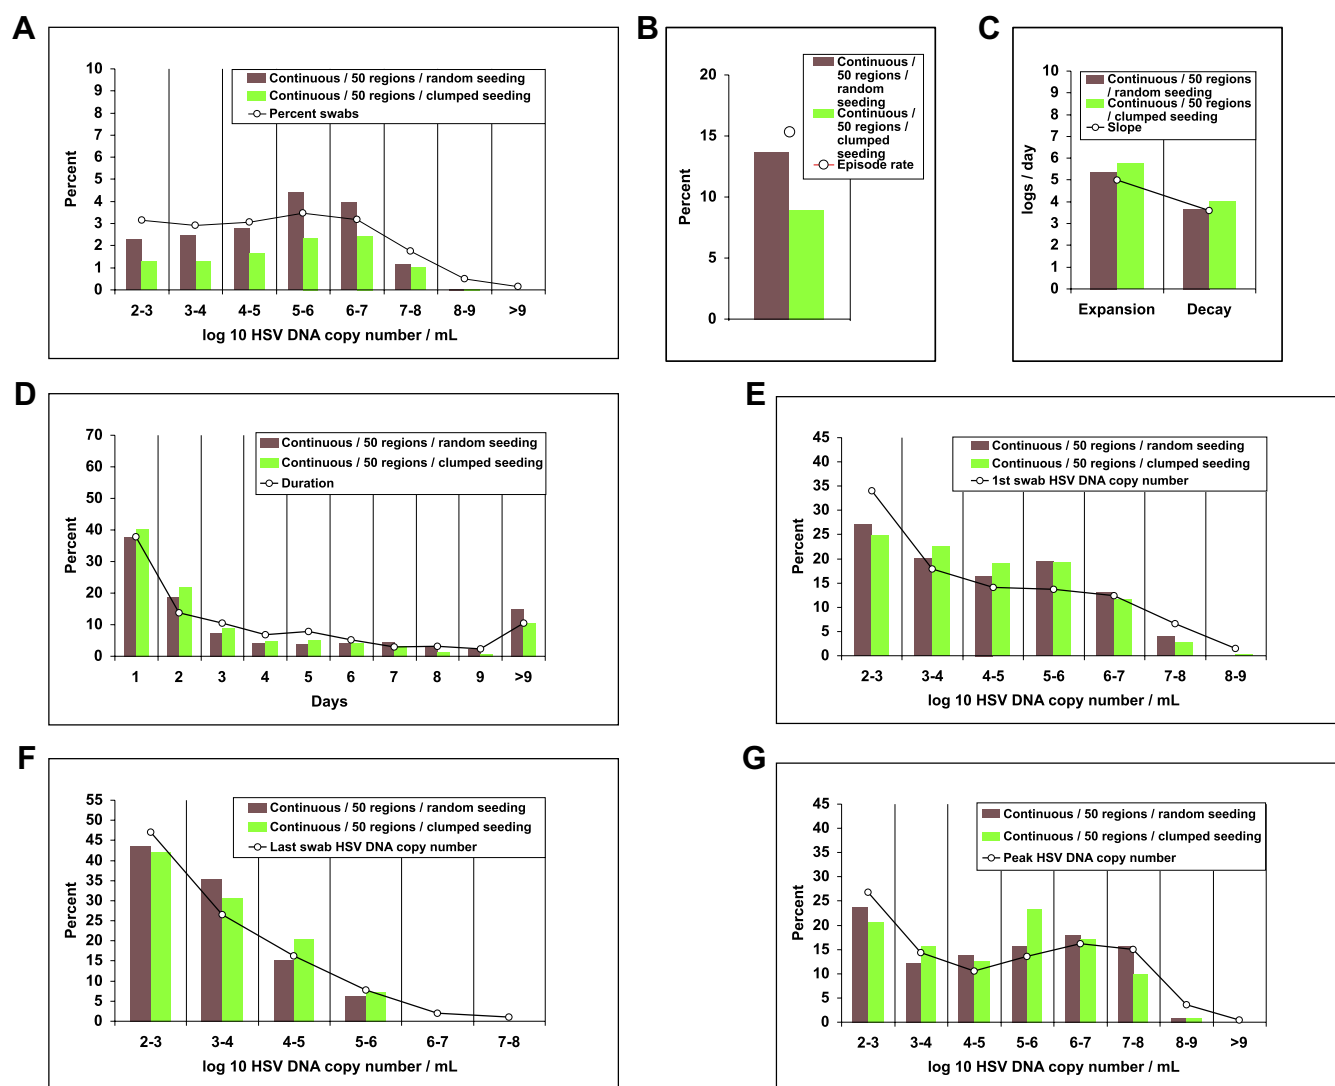 A
10
9
8
7
6
5
4
3
2
1
0
Percent
Continuous / 50 regions / random seeding
Continuous / 50 regions / clumped seeding
Percent swabs
2-3 3-4 4-5 5-6 6-7 7-8 8-9 >9
log 10 HSV DNA copy number / mL
B
20
15
10
5
0
Percent
Continuous /
50 regions /
random
seeding
Continuous /
50 regions /
clumped
seeding
Episode rate
C
10
9
8
7
6
5
4
3
2
1
0
logs / day
Continuous / 50 regions
/ random seeding
Continuous / 50 regions
/ clumped seeding
Slope
Expansion Decay
D
70
60
50
40
30
20
10
0
Percent
Continuous / 50 regions / random seeding
Continuous / 50 regions / clumped seeding
Duration
1 2 3 4 5 6 7 8 9 >9
Days
E
45
40
35
30
25
20
15
10
5
0
Percent
Continuous / 50 regions / random seeding
Continuous / 50 regions / clumped seeding
1st swab HSV DNA copy number
2-3 3-4 4-5 5-6 6-7 7-8 8-9
log 10 HSV DNA copy number / mL
F
55
50
45
40
35
30
25
20
15
10
5
0
Percent
Continuous / 50 regions / random seeding
Continuous / 50 regions / clumped seeding
Last swab HSV DNA copy number
2-3 3-4 4-5 5-6 6-7 7-8
log 10 HSV DNA copy number / mL
G
45
40
35
30
25
20
15
10
5
0
Percent
Continuous / 50 regions / random seeding
Continuous / 50 regions / clumped seeding
Peak HSV DNA copy number
2-3 3-4 4-5 5-6 6-7 7-8 8-9 >9
log 10 HSV DNA copy number / mL